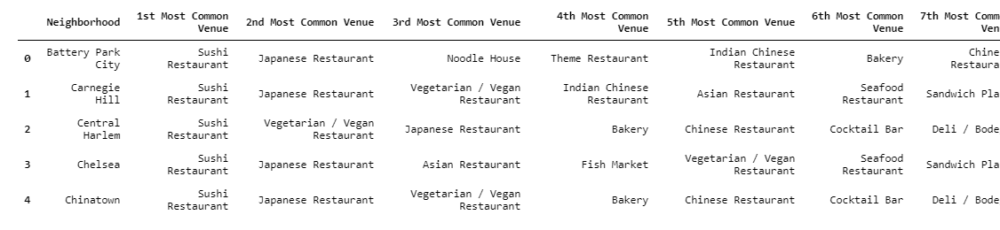 Neighborhood 1st Most Common Venue 2nd Most Common Venue 3rd Most Common Venue 4th Most Common Venue 5th Most Common Venue 6th Most Common Venue 7th Most Comm Ven
0 Battery Park City Sushi Restaurant Japanese Restaurant Noodle House Theme Restaurant Indian Chinese Restaurant Bakery Chine Restaura
1 Carnegie Hill Sushi Restaurant Japanese Restaurant Vegetarian / Vegan Restaurant Indian Chinese Restaurant Asian Restaurant Seafood Restaurant Sandwich Pla
2 Central Harlem Sushi Restaurant Vegetarian / Vegan Restaurant Japanese Restaurant Bakery Chinese Restaurant Cocktail Bar Deli / Bode
3 Chelsea Sushi Restaurant Japanese Restaurant Asian Restaurant Fish Market Vegetarian / Vegan Restaurant Seafood Restaurant Sandwich Pla
4 Chinatown Sushi Restaurant Japanese Restaurant Vegetarian / Vegan Restaurant Bakery Chinese Restaurant Cocktail Bar Deli / Bode